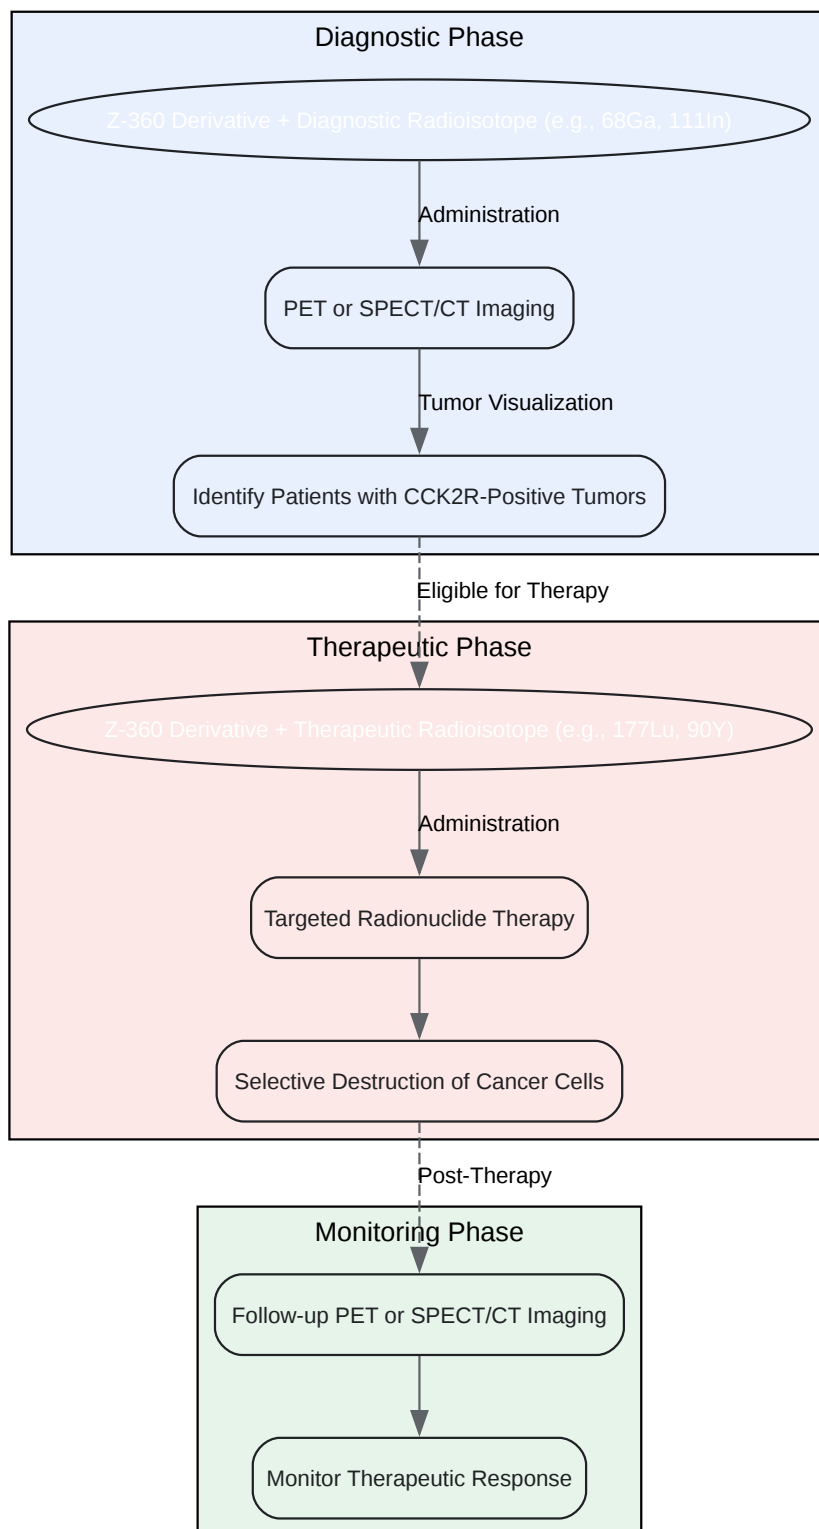 Diagnostic Phase
Z-360 Derivative + Diagnostic Radioisotope (e.g., 68Ga, 111In)
Administration
PET or SPECT/CT Imaging
Tumor Visualization
Identify Patients with CCK2R-Positive Tumors
Eligible for Therapy
Therapeutic Phase
Z-360 Derivative + Therapeutic Radioisotope (e.g., 177Lu, 90Y)
Administration
Targeted Radionuclide Therapy
Selective Destruction of Cancer Cells
Post-Therapy
Monitoring Phase
Follow-up PET or SPECT/CT Imaging
Monitor Therapeutic Response